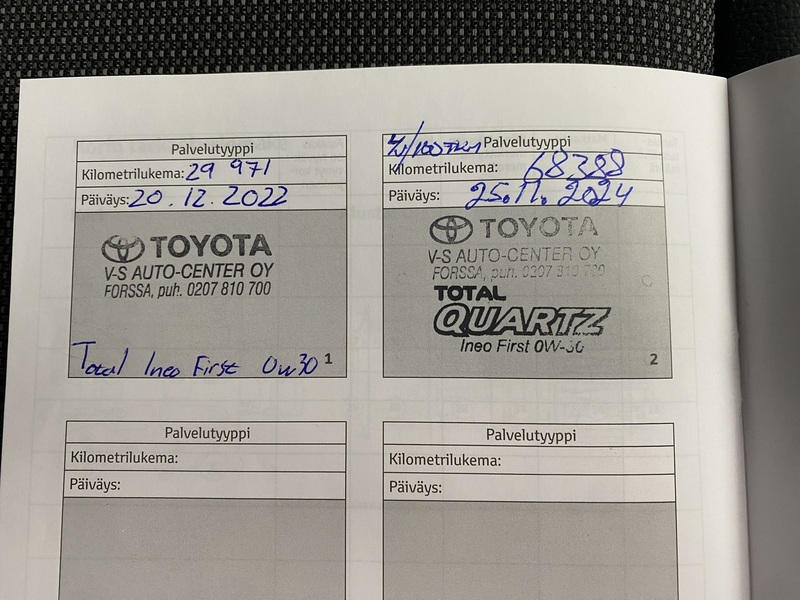 Palvelutyyppi
Kilometrilukema: 29 971
Päiväys: 20.12.2022
TOYOTA
V-S AUTO-CENTER OY
FORSSA, puh. 0207 810 700
Total Ineo First 0w30
1
Palvelutyyppi
Kilometrilukema: 68388
Päiväys: 25.11.2024
TOYOTA
V-S AUTO-CENTER OY
FORSSA, puh. 0207 810 700
TOTAL
QUARTZ
Ineo First 0W-30
2
Palvelutyyppi
Kilometrilukema:
Päiväys:
Palvelutyyppi
Kilometrilukema:
Päiväys: